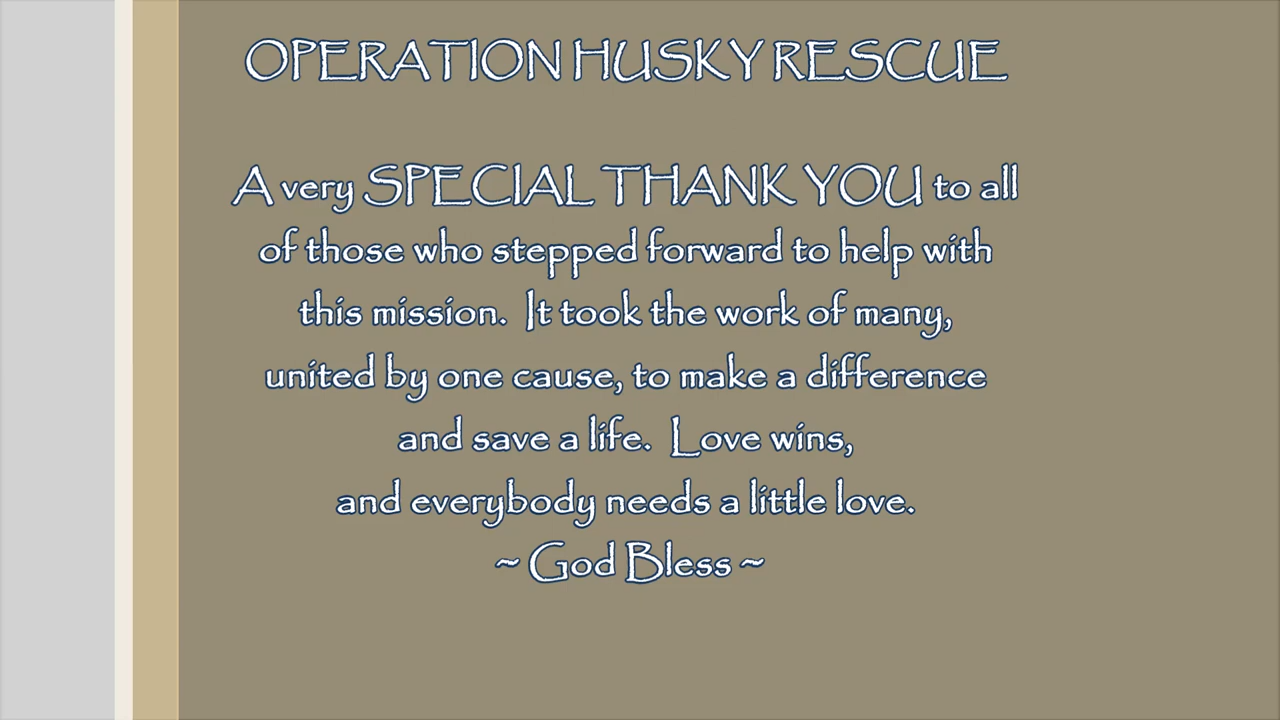 OPERATION HUSKY RESCUE
A very SPECIAL THANK YOU to all
of those who stepped forward to help with
this mission.  It took the work of many,
united by one cause, to make a difference
and save a life.  Love wins,
and everybody needs a little love.
~ God Bless ~